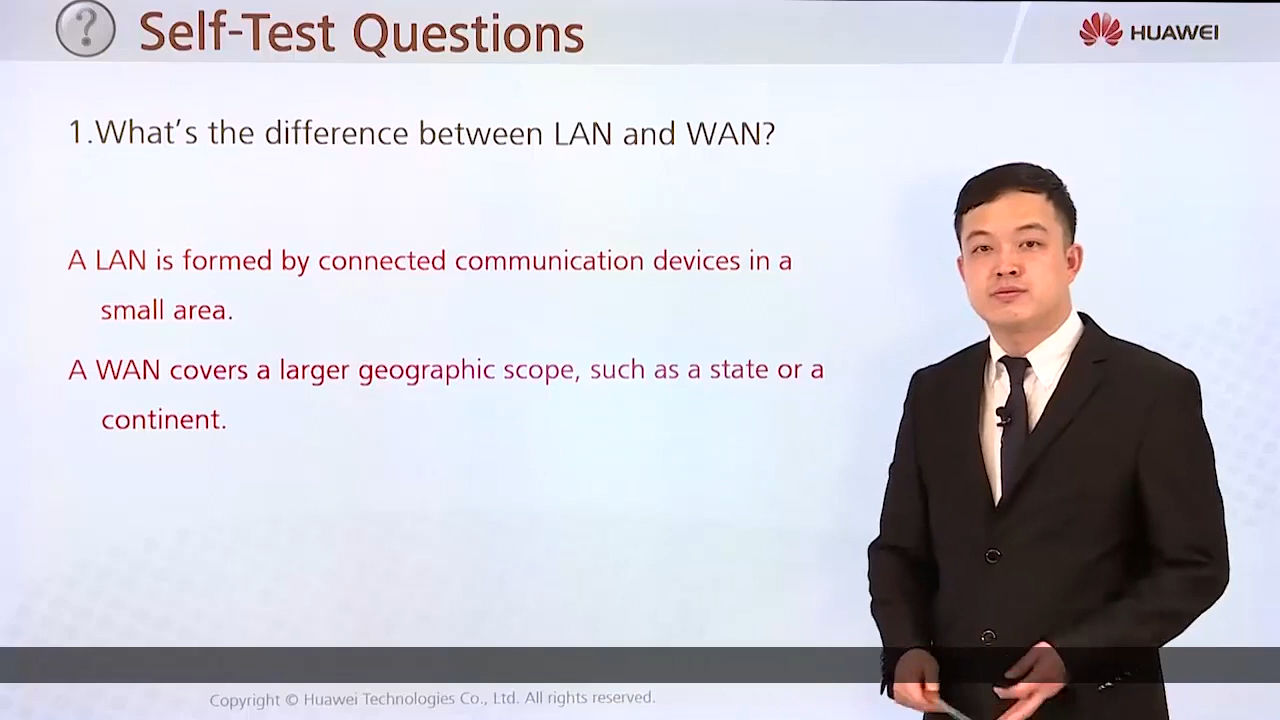 ?
Self-Test Questions
HUAWEI
1.What's the difference between LAN and WAN?
A LAN is formed by connected communication devices in a
small area.
A WAN covers a larger geographic scope, such as a state or a
continent.
Copyright © Huawei Technologies Co., Ltd. All rights reserved.